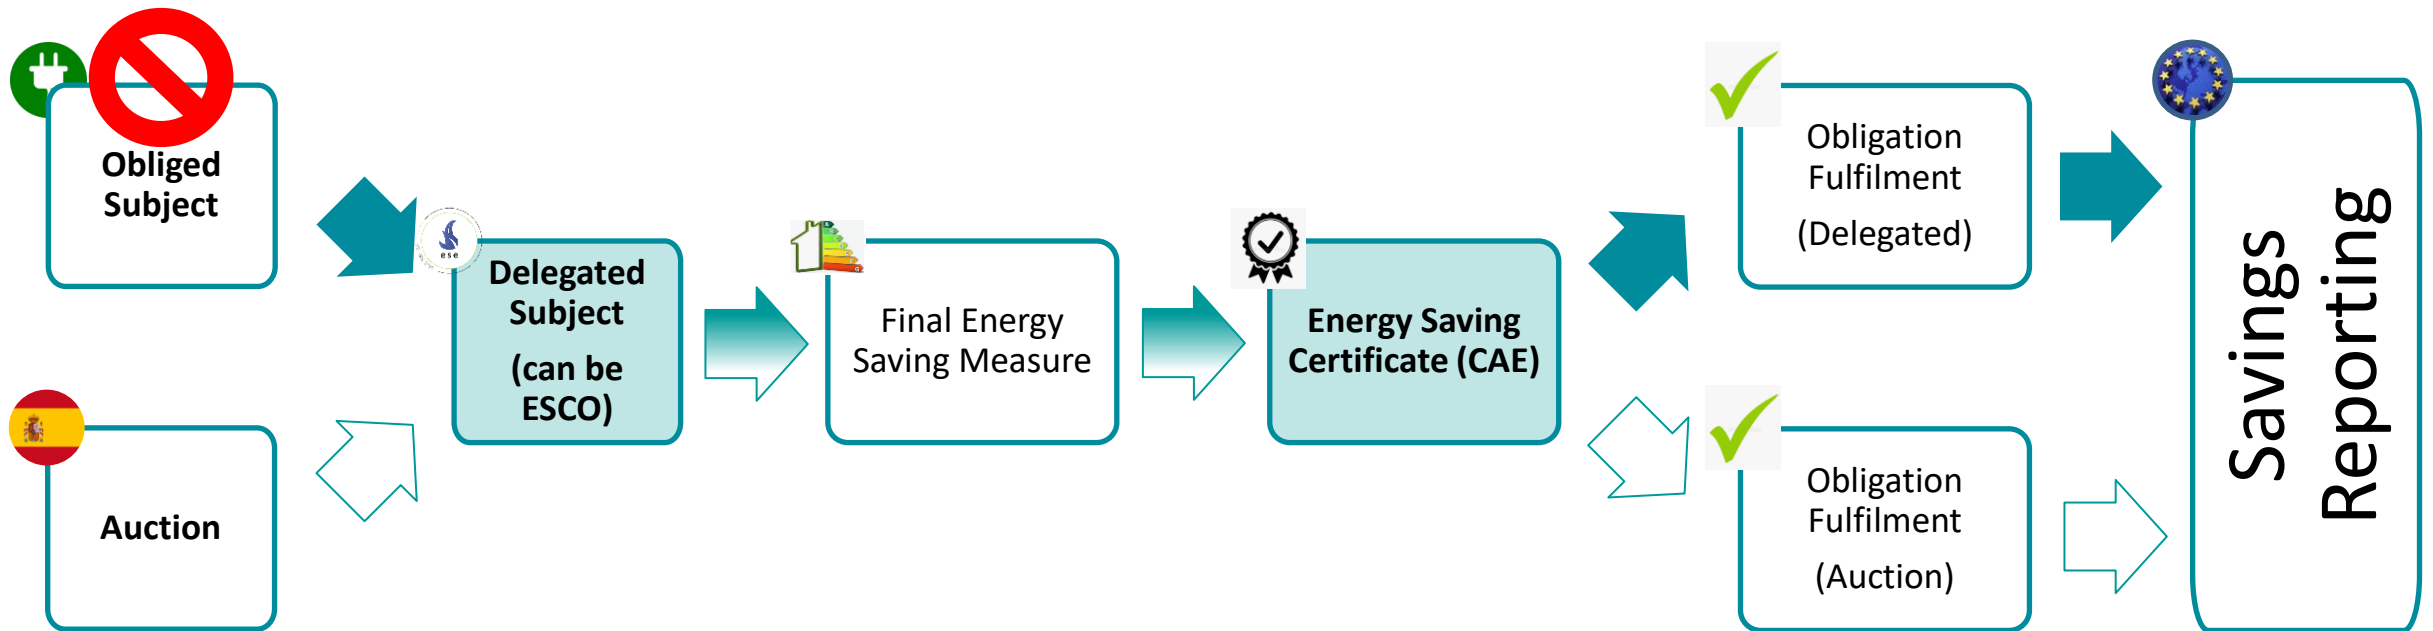 Obliged
Subject
Auction
ese
Delegated
Subject
(can be
ESCO)
Final Energy
Saving Measure
Energy Saving
Certificate (CAE)
Obligation
Fulfilment
(Delegated)
Obligation
Fulfilment
(Auction)
Savings
Reporting